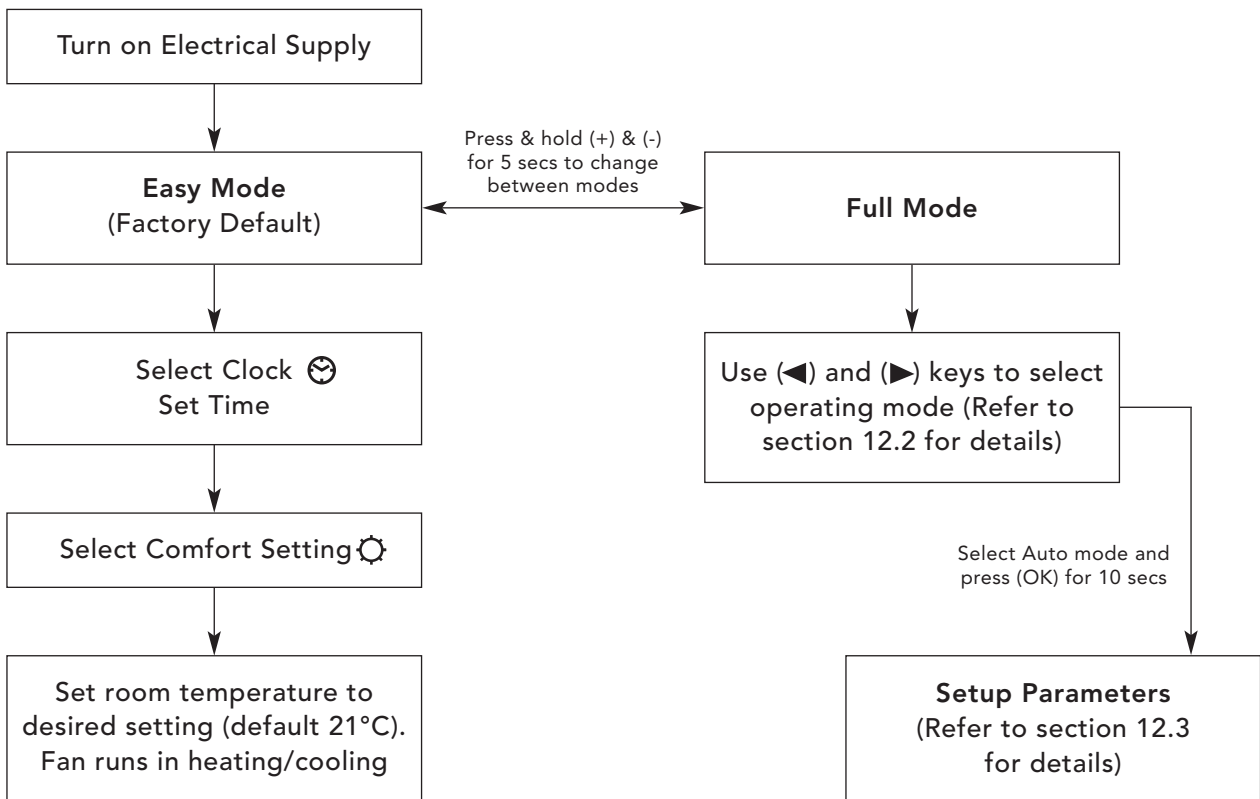 Turn on Electrical Supply
Easy Mode
(Factory Default)
Press & hold (+) & (-)
for 5 secs to change
between modes
Full Mode
Select Clock
Set Time
Use (◀) and (▶) keys to select
operating mode (Refer to
section 12.2 for details)
Select Comfort Setting
Select Auto mode and
press (OK) for 10 secs
Set room temperature to
desired setting (default 21°C).
Fan runs in heating/cooling
Setup Parameters
(Refer to section 12.3
for details)